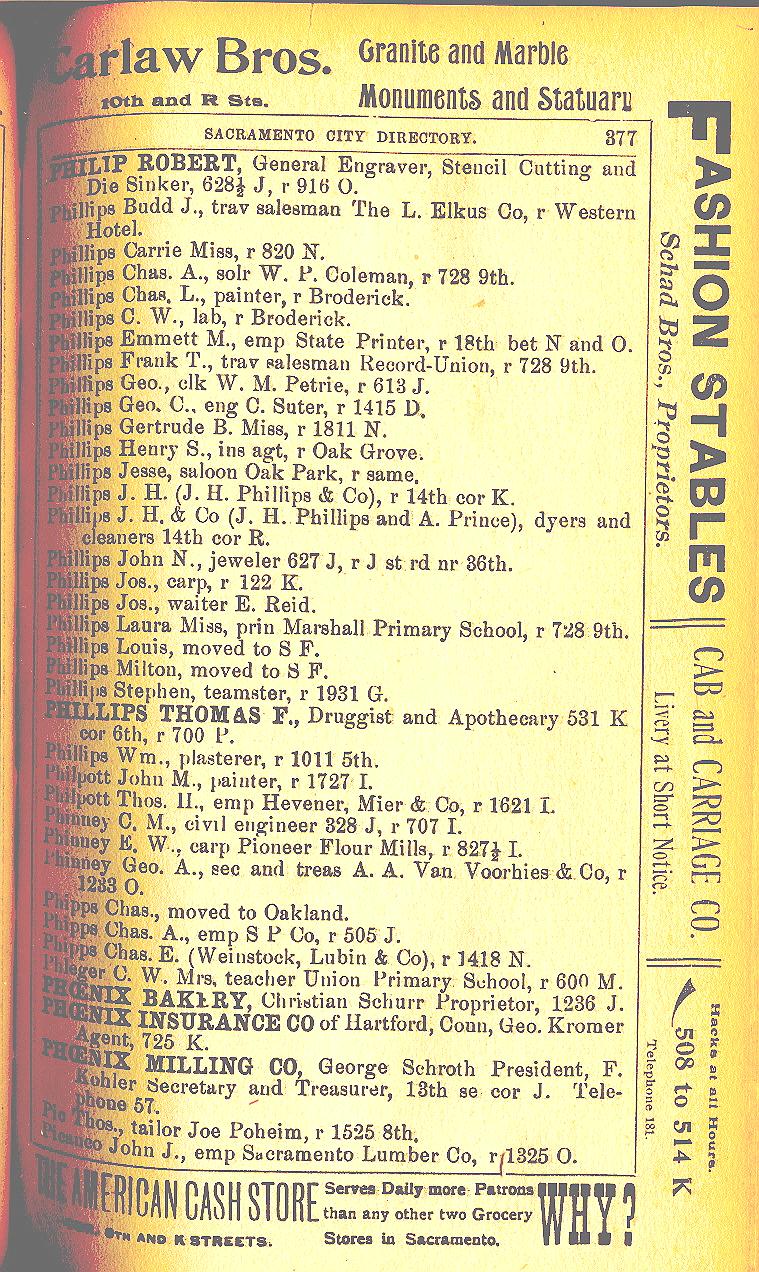 Carlaw Bros.
10th and R Sts.
Granite and Marble
Monuments and Statuary
SACRAMENTO CITY DIRECTORY. 377
PHILIP ROBERT, General Engraver, Stencil Cutting and
Die Sinker, 628½ J, r 916 O.
Phillips Budd J., trav salesman The L. Elkus Co, r Western
Hotel.
Phillips Carrie Miss, r 820 N.
Phillips Chas. A., solr W. P. Coleman, r 728 9th.
Phillips Chas. L., painter, r Broderick.
Phillips C. W., lab, r Broderick.
Phillips Emmett M., emp State Printer, r 18th bet N and O.
Phillips Frank T., trav salesman Record-Union, r 728 9th.
Phillips Geo., clk W. M. Petrie, r 613 J.
Phillips Geo. C., eng C. Suter, r 1415 D.
Phillips Gertrude B. Miss, r 1811 N.
Phillips Henry S., ins agt, r Oak Grove.
Phillips Jesse, saloon Oak Park, r same.
Phillips J. H. (J. H. Phillips & Co), r 14th cor K.
Phillips J. H. & Co (J. H. Phillips and A. Prince), dyers and
cleaners 14th cor R.
Phillips John N., jeweler 627 J, r J st rd nr 36th.
Phillips Jos., carp, r 122 K.
Phillips Jos., waiter E. Reid.
Phillips Laura Miss, prin Marshall Primary School, r 728 9th.
Phillips Louis, moved to S F.
Phillips Milton, moved to S F.
Phillips Stephen, teamster, r 1931 G.
PHILLIPS THOMAS F., Druggist and Apothecary 531 K
cor 6th, r 700 P.
Phillips Wm., plasterer, r 1011 5th.
Philpott John M., painter, r 1727 I.
Philpott Thos. H., emp Hevener, Mier & Co, r 1621 I.
Phinney C. M., civil engineer 328 J, r 707 I.
Phinney E. W., carp Pioneer Flour Mills, r 827½ I.
Phinney Geo. A., sec and treas A. A. Van Voorhies & Co, r
1233 O.
Phipps Chas., moved to Oakland.
Phipps Chas. A., emp S P Co, r 505 J.
Phipps Chas. E. (Weinstock, Lubin & Co), r 1418 N.
Phleger C. W. Mrs, teacher Union Primary School, r 600 M.
PHŒNIX BAKERY, Christian Schurr Proprietor, 1236 J.
PHŒNIX INSURANCE CO of Hartford, Conn, Geo. Kromer
Agent, 725 K.
PHŒNIX MILLING CO, George Schroth President, F.
Kohler Secretary and Treasurer, 13th se cor J. Tele-
phone 57.
Pie Thos., tailor Joe Poheim, r 1525 8th.
Picanco John J., emp Sacramento Lumber Co, r 1325 O.
THE AMERICAN CASH STORE
8TH AND K STREETS.
Serves Daily more Patrons
than any other two Grocery
Stores in Sacramento.
WHY?
FASHION STABLES
Schad Bros., Proprietors.
CAB and CARRIAGE CO.
Livery at Short Notice.
Hacks at all Hours.
508 to 514 K
Telephone 181.